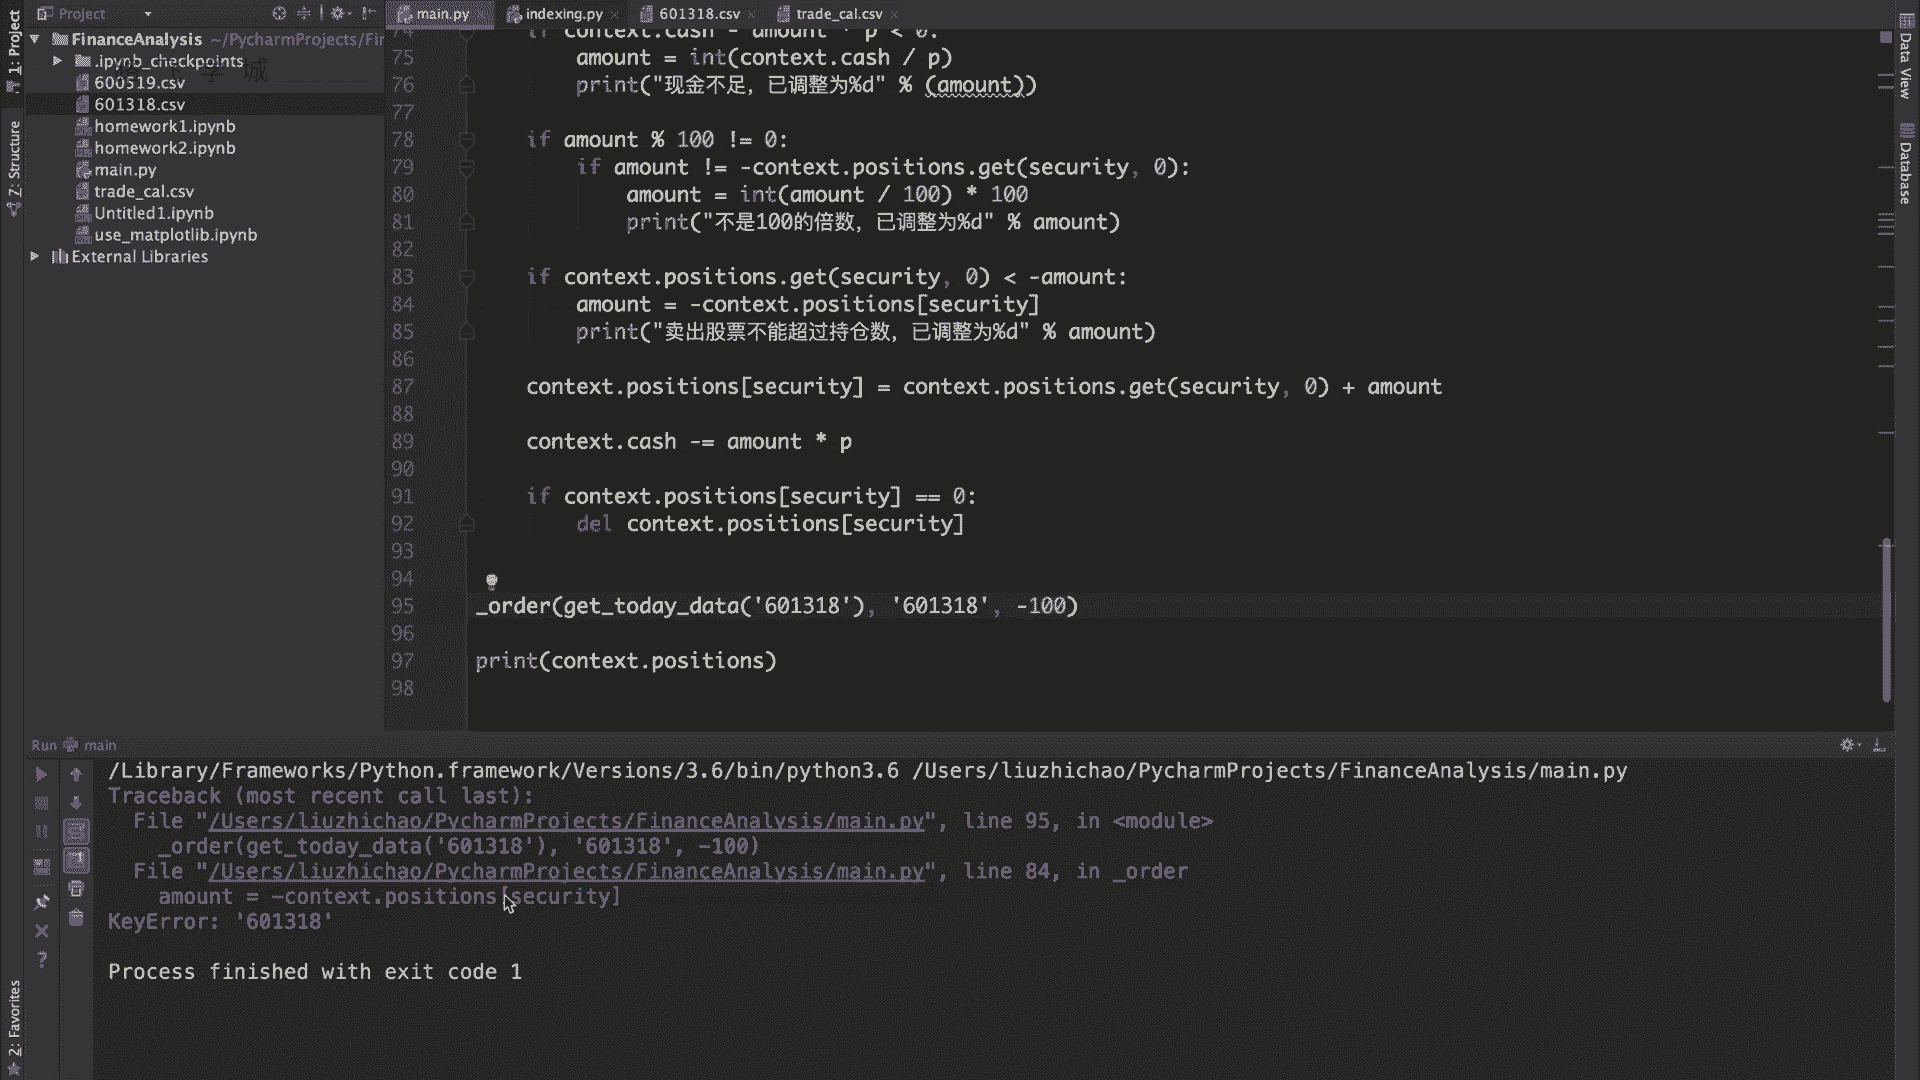 Project
main.py
indexing.py
601318.csv
trade_cal.csv
1: Project
Z: Structure
2: Favorites
Data View
Database
FinanceAnalysis ~/PycharmProjects/Fin
.ipynb_checkpoints
600519.csv
601318.csv
homework1.ipynb
homework2.ipynb
main.py
trade_cal.csv
Untitled1.ipynb
use_matplotlib.ipynb
External Libraries
74 if context.cash - amount * p < 0:
75 amount = int(context.cash / p)
76 print("现金不足，已调整为%d" % (amount))
77
78 if amount % 100 != 0:
79 if amount != -context.positions.get(security, 0):
80 amount = int(amount / 100) * 100
81 print("不是100的倍数，已调整为%d" % amount)
82
83 if context.positions.get(security, 0) < -amount:
84 amount = -context.positions[security]
85 print("卖出股票不能超过持仓数，已调整为%d" % amount)
86
87 context.positions[security] = context.positions.get(security, 0) + amount
88
89 context.cash -= amount * p
90
91 if context.positions[security] == 0:
92 del context.positions[security]
93
94
95 _order(get_today_data('601318'), '601318', -100)
96
97 print(context.positions)
98
Run main
/Library/Frameworks/Python.framework/Versions/3.6/bin/python3.6 /Users/liuzhichao/PycharmProjects/FinanceAnalysis/main.py
Traceback (most recent call last):
File "/Users/liuzhichao/PycharmProjects/FinanceAnalysis/main.py", line 95, in <module>
_order(get_today_data('601318'), '601318', -100)
File "/Users/liuzhichao/PycharmProjects/FinanceAnalysis/main.py", line 84, in _order
amount = -context.positions[security]
KeyError: '601318'
Process finished with exit code 1